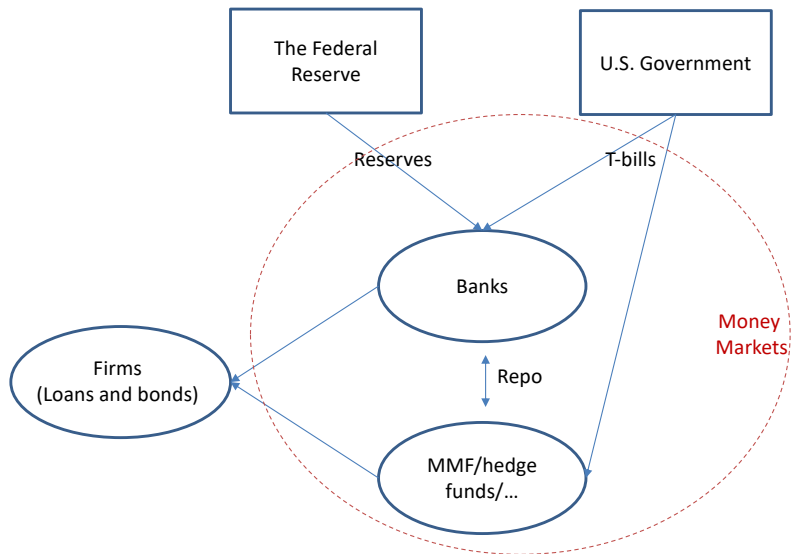 The Federal
Reserve
U.S. Government
Reserves
T-bills
Banks
Money
Markets
Firms
(Loans and bonds)
Repo
MMF/hedge
funds/...